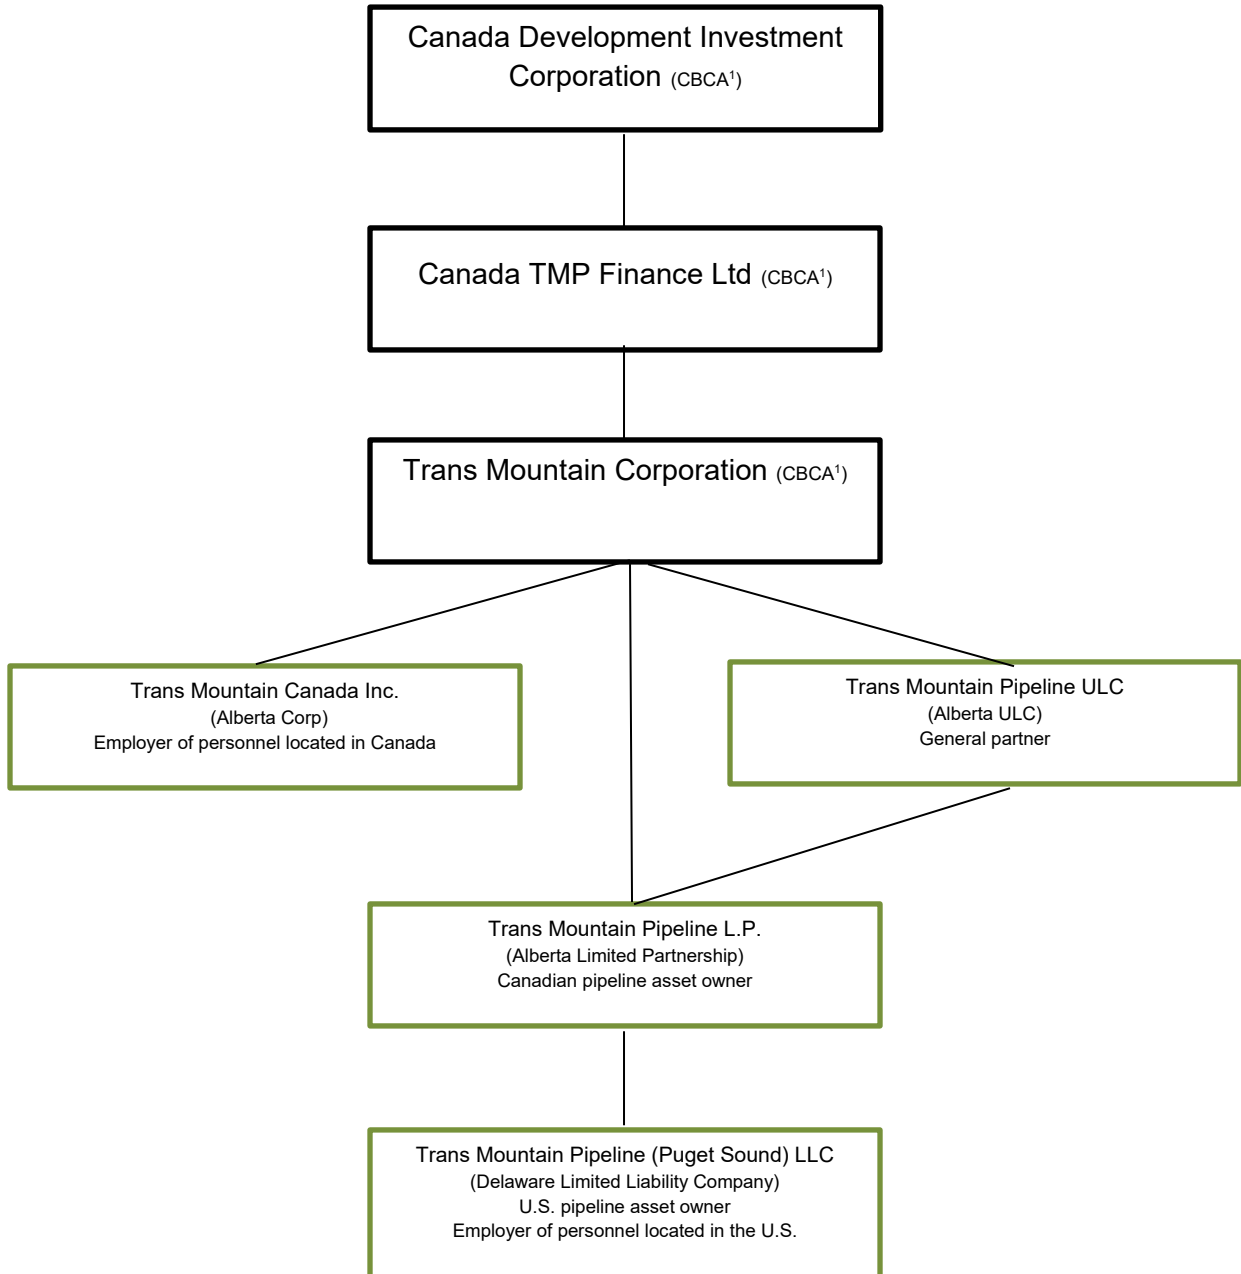 Canada Development Investment
Corporation (CBCA¹)
Canada TMP Finance Ltd (CBCA¹)
Trans Mountain Corporation (CBCA¹)
Trans Mountain Canada Inc.
(Alberta Corp)
Employer of personnel located in Canada
Trans Mountain Pipeline ULC
(Alberta ULC)
General partner
Trans Mountain Pipeline L.P.
(Alberta Limited Partnership)
Canadian pipeline asset owner
Trans Mountain Pipeline (Puget Sound) LLC
(Delaware Limited Liability Company)
U.S. pipeline asset owner
Employer of personnel located in the U.S.